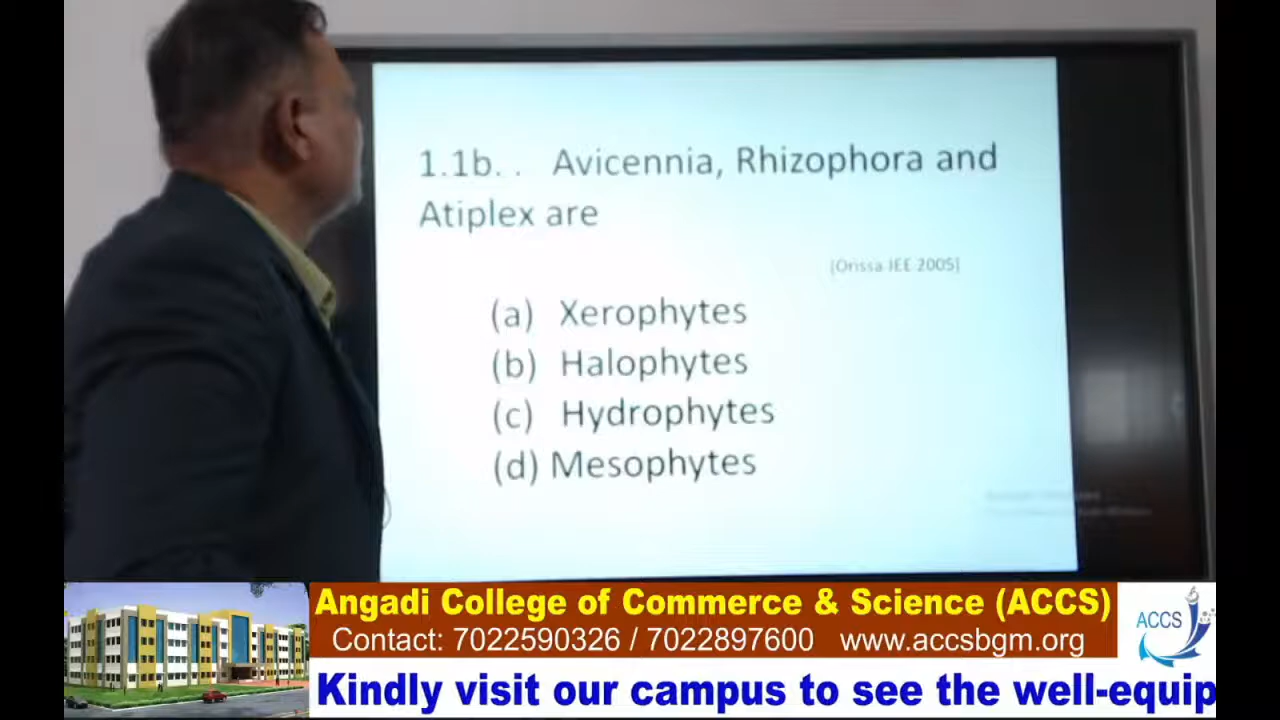 1.1b. . Avicennia, Rhizophora and
Atiplex are
[Orissa JEE 2005]
(a) Xerophytes
(b) Halophytes
(c) Hydrophytes
(d) Mesophytes
Angadi College of Commerce & Science (ACCS)
Contact: 7022590326 / 7022897600 www.accsbgm.org
ACCS
Kindly visit our campus to see the well-equip